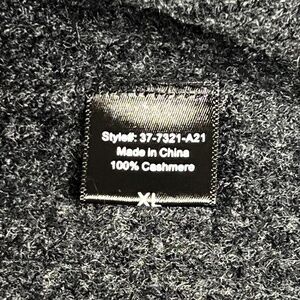 Style#: 37-7321-A21
Made in China
100% Cashmere
XL